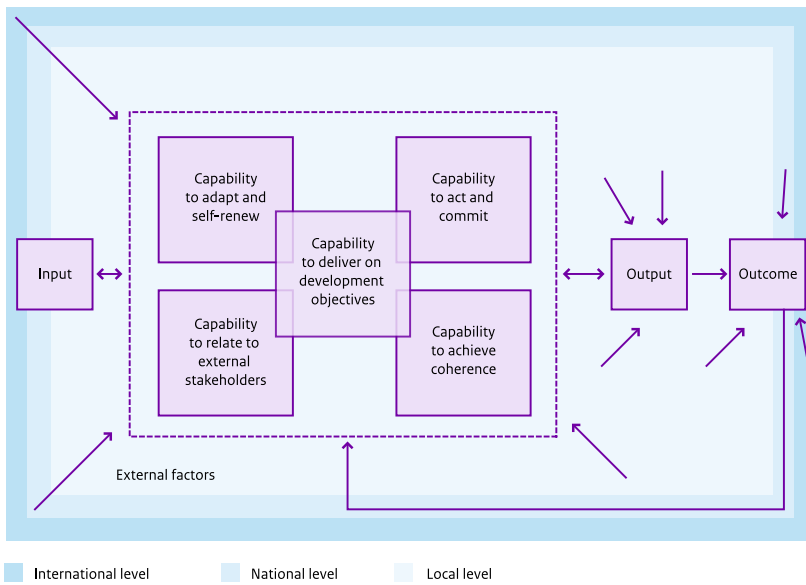 Capability
to adapt and
self-renew
Capability
to act and
commit
Capability
to deliver on
development
objectives
Input
Output
Outcome
Capability
to relate to
external
stakeholders
Capability
to achieve
coherence
External factors
International level
National level
Local level